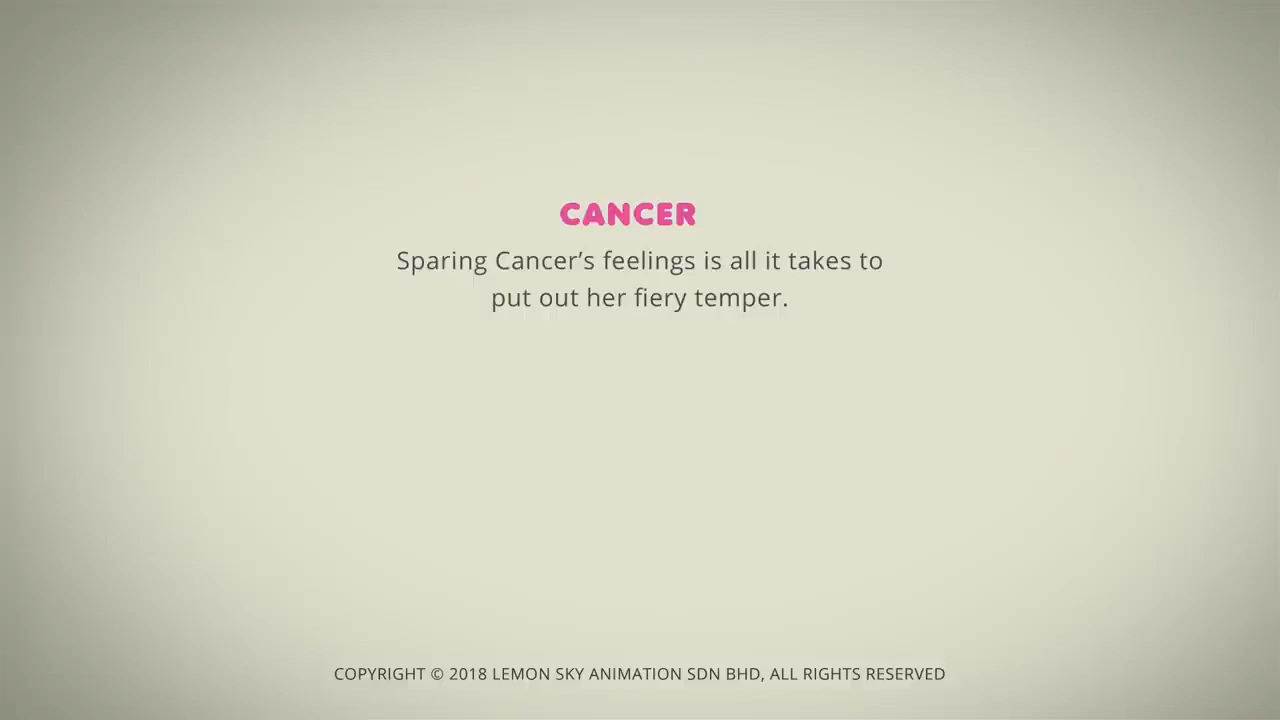 CANCER
Sparing Cancer’s feelings is all it takes to
put out her fiery temper.
COPYRIGHT © 2018 LEMON SKY ANIMATION SDN BHD, ALL RIGHTS RESERVED